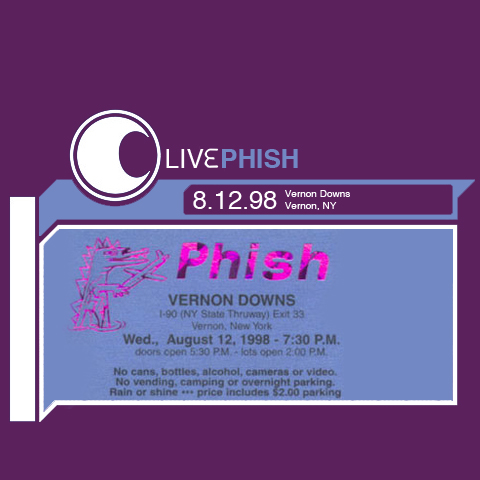 LIVEPHISH
8.12.98
Vernon Downs
Vernon, NY
Phish
VERNON DOWNS
I-90 (NY State Thruway) Exit 33
Vernon, New York
Wed., August 12, 1998 - 7:30 P.M.
doors open 5:30 P.M. - lots open 2:00 P.M.
No cans, bottles, alcohol, cameras or video.
No vending, camping or overnight parking.
Rain or shine ••• price includes $2.00 parking